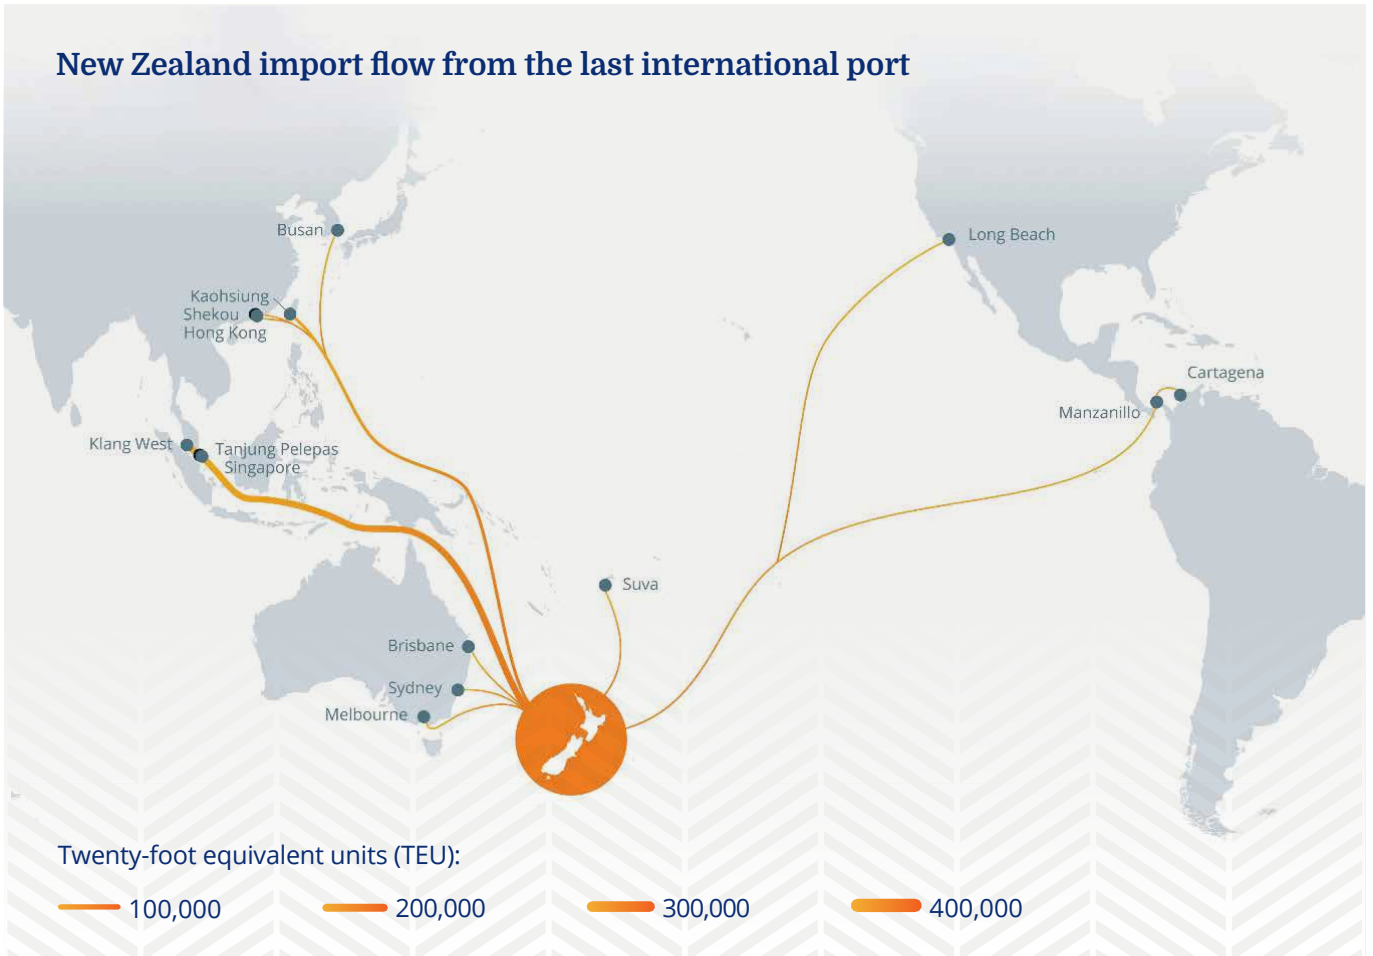 New Zealand import flow from the last international port
Busan
Long Beach
Kaohsiung
Shekou
Hong Kong
Cartagena
Manzanillo
Klang West
Tanjung Pelepas
Singapore
Suva
Brisbane
Sydney
Melbourne
Twenty-foot equivalent units (TEU):
100,000
200,000
300,000
400,000